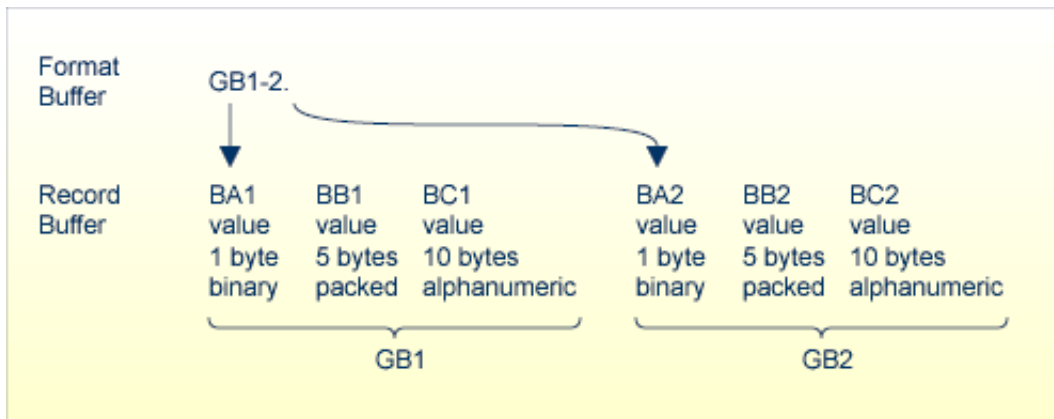 Format
Buffer
GB1-2.
Record
Buffer
BA1
value
1 byte
binary
BB1
value
5 bytes
packed
BC1
value
10 bytes
alphanumeric
BA2
value
1 byte
binary
BB2
value
5 bytes
packed
BC2
value
10 bytes
alphanumeric
GB1
GB2